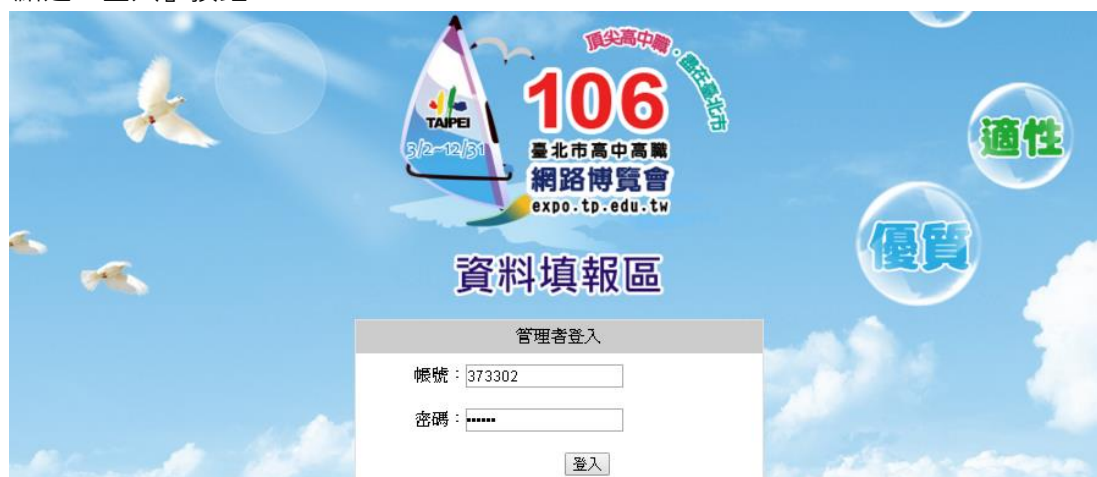 頂尖高中職・盡在臺北市
106
TAIPEI
3/2~12/31
臺北市高中高職
網路博覽會
expo.tp.edu.tw
適性
優質
資料填報區
管理者登入
帳號：373302
密碼：••••••
登入